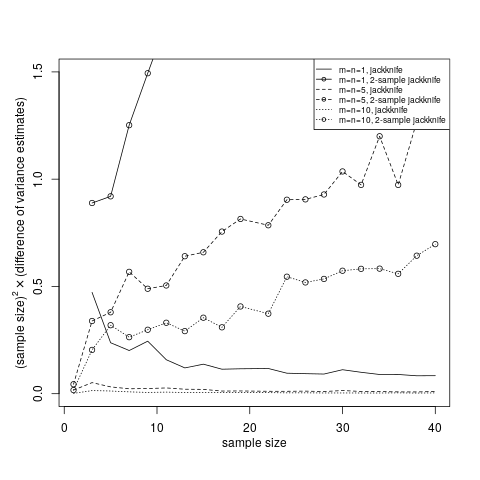 m=n=1, jackknife
m=n=1, 2-sample jackknife
m=n=5, jackknife
m=n=5, 2-sample jackknife
m=n=10, jackknife
m=n=10, 2-sample jackknife
(sample size)² × (difference of variance estimates)
1.5
1.0
0.5
0.0
0 10 20 30 40
sample size